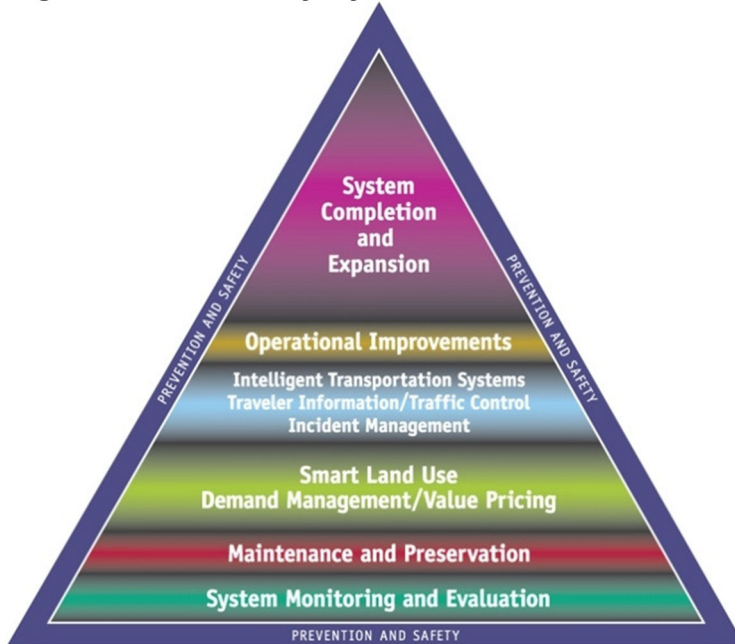 System
Completion
and
Expansion
PREVENTION AND SAFETY
PREVENTION AND SAFETY
Operational Improvements
Intelligent Transportation Systems
Traveler Information/Traffic Control
Incident Management
Smart Land Use
Demand Management/Value Pricing
Maintenance and Preservation
System Monitoring and Evaluation
PREVENTION AND SAFETY